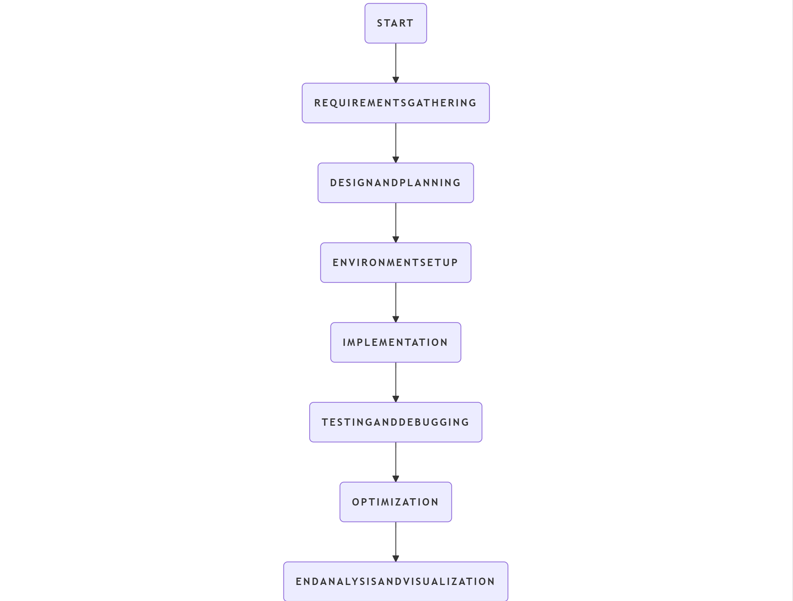 START
REQUIREMENTSGATHERING
DESIGNANDPLANNING
ENVIRONMENTSETUP
IMPLEMENTATION
TESTINGANDDEBUGGING
OPTIMIZATION
ENDANALYSISANDVISUALIZATION